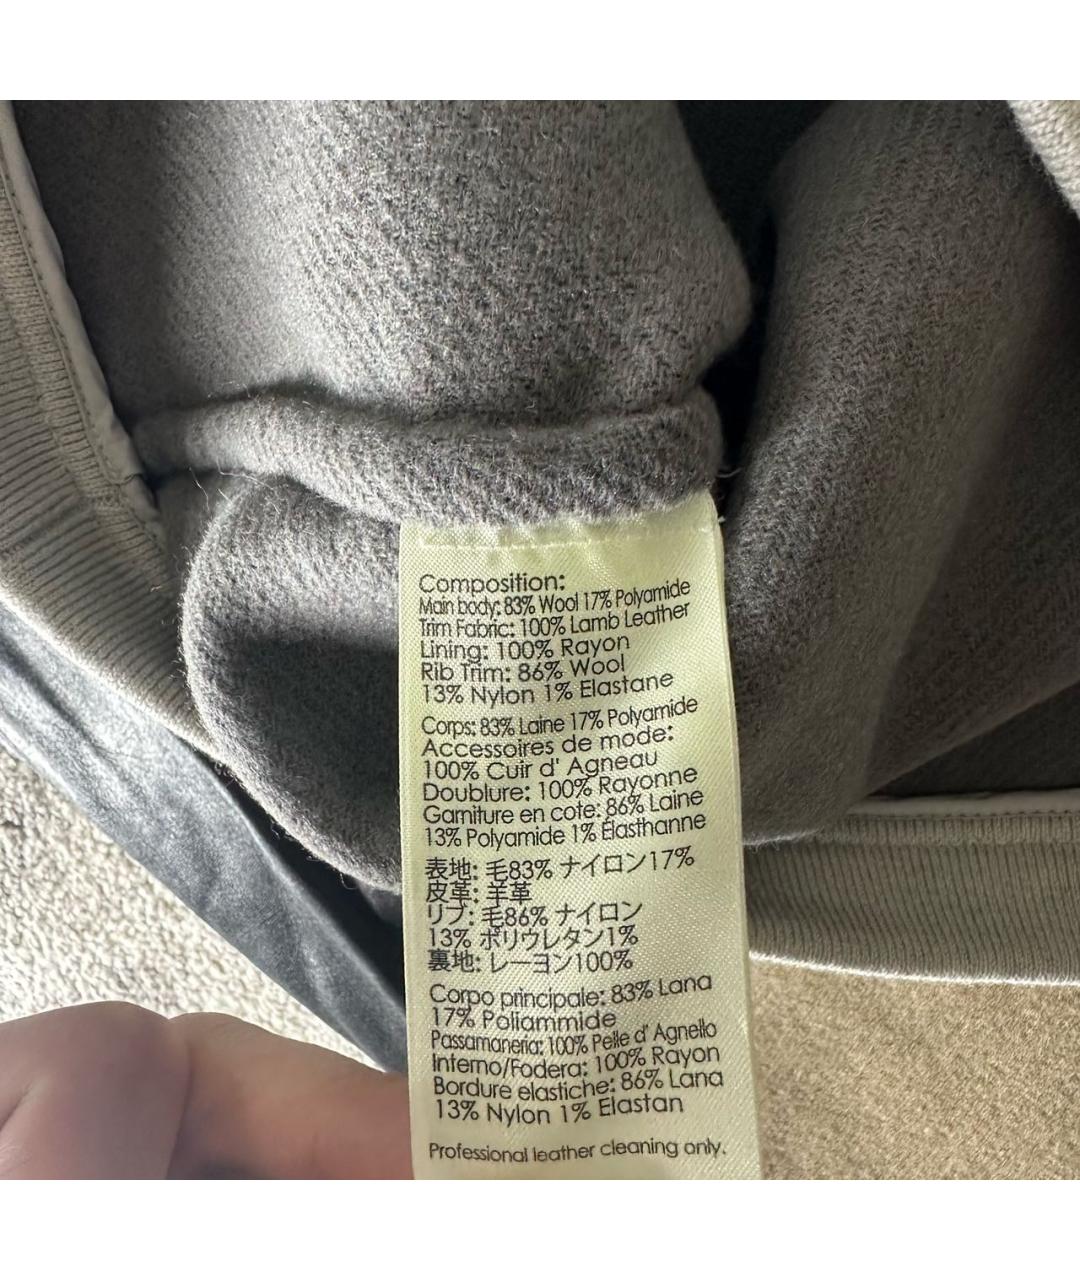 Composition:
Main body: 83% Wool 17% Polyamide
Trim Fabric: 100% Lamb Leather
Lining: 100% Rayon
Rib Trim: 86% Wool
13% Nylon 1% Elastane
Corps: 83% Laine 17% Polyamide
Accessoires de mode:
100% Cuir d' Agneau
Doublure: 100% Rayonne
Garniture en cote: 86% Laine
13% Polyamide 1% Élasthanne
表地: 毛83% ナイロン17%
皮革: 羊革
リブ: 毛86% ナイロン
13% ポリウレタン1%
裏地: レーヨン100%
Corpo principale: 83% Lana
17% Poliammide
Passamaneria: 100% Pelle d' Agnello
Interno/Fodera: 100% Rayon
Bordure elastiche: 86% Lana
13% Nylon 1% Elastan
Professional leather cleaning only.